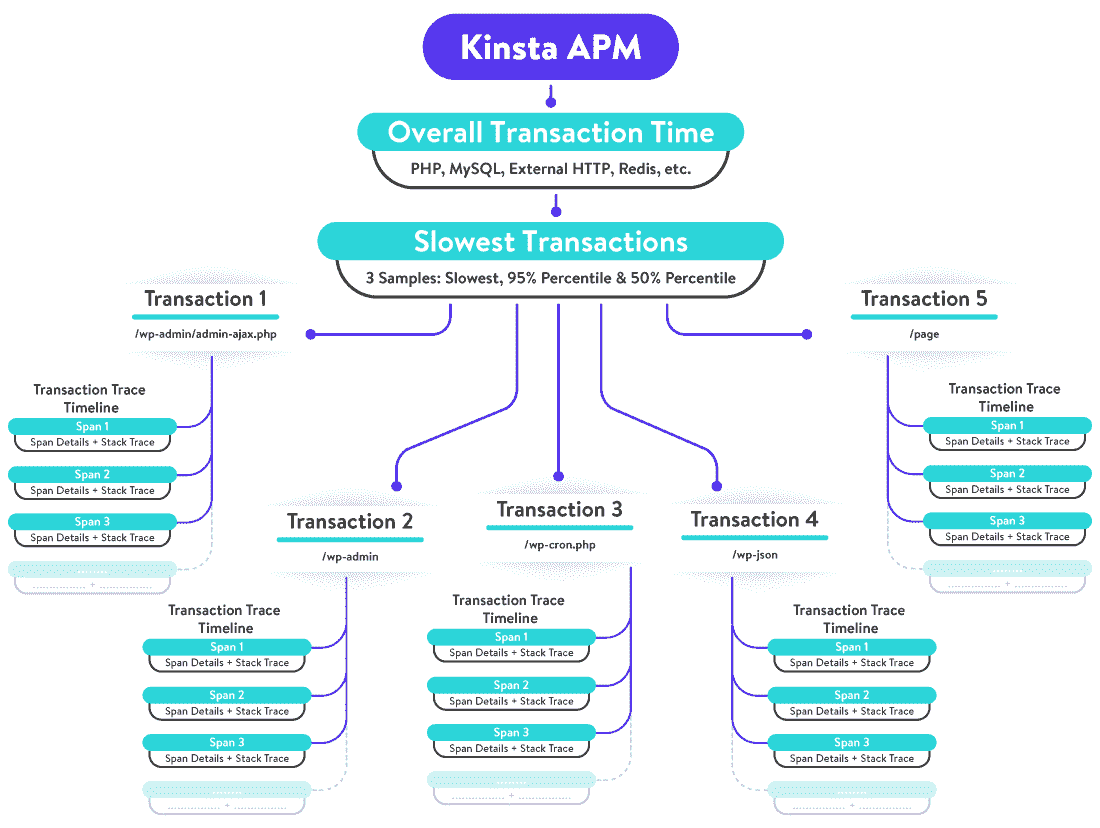 Kinsta APM
Overall Transaction Time
PHP, MySQL, External HTTP, Redis, etc.
Slowest Transactions
3 Samples: Slowest, 95% Percentile & 50% Percentile
Transaction 1
/wp-admin/admin-ajax.php
Transaction Trace
Timeline
Span 1
Span Details + Stack Trace
Span 2
Span Details + Stack Trace
Span 3
Span Details + Stack Trace
........
................ + ................
Transaction 2
/wp-admin
Transaction Trace
Timeline
Span 1
Span Details + Stack Trace
Span 2
Span Details + Stack Trace
Span 3
Span Details + Stack Trace
........
................ + ................
Transaction 3
/wp-cron.php
Transaction Trace
Timeline
Span 1
Span Details + Stack Trace
Span 2
Span Details + Stack Trace
Span 3
Span Details + Stack Trace
........
................ + ................
Transaction 4
/wp-json
Transaction Trace
Timeline
Span 1
Span Details + Stack Trace
Span 2
Span Details + Stack Trace
Span 3
Span Details + Stack Trace
........
................ + ................
Transaction 5
/page
Transaction Trace
Timeline
Span 1
Span Details + Stack Trace
Span 2
Span Details + Stack Trace
Span 3
Span Details + Stack Trace
........
................ + ................